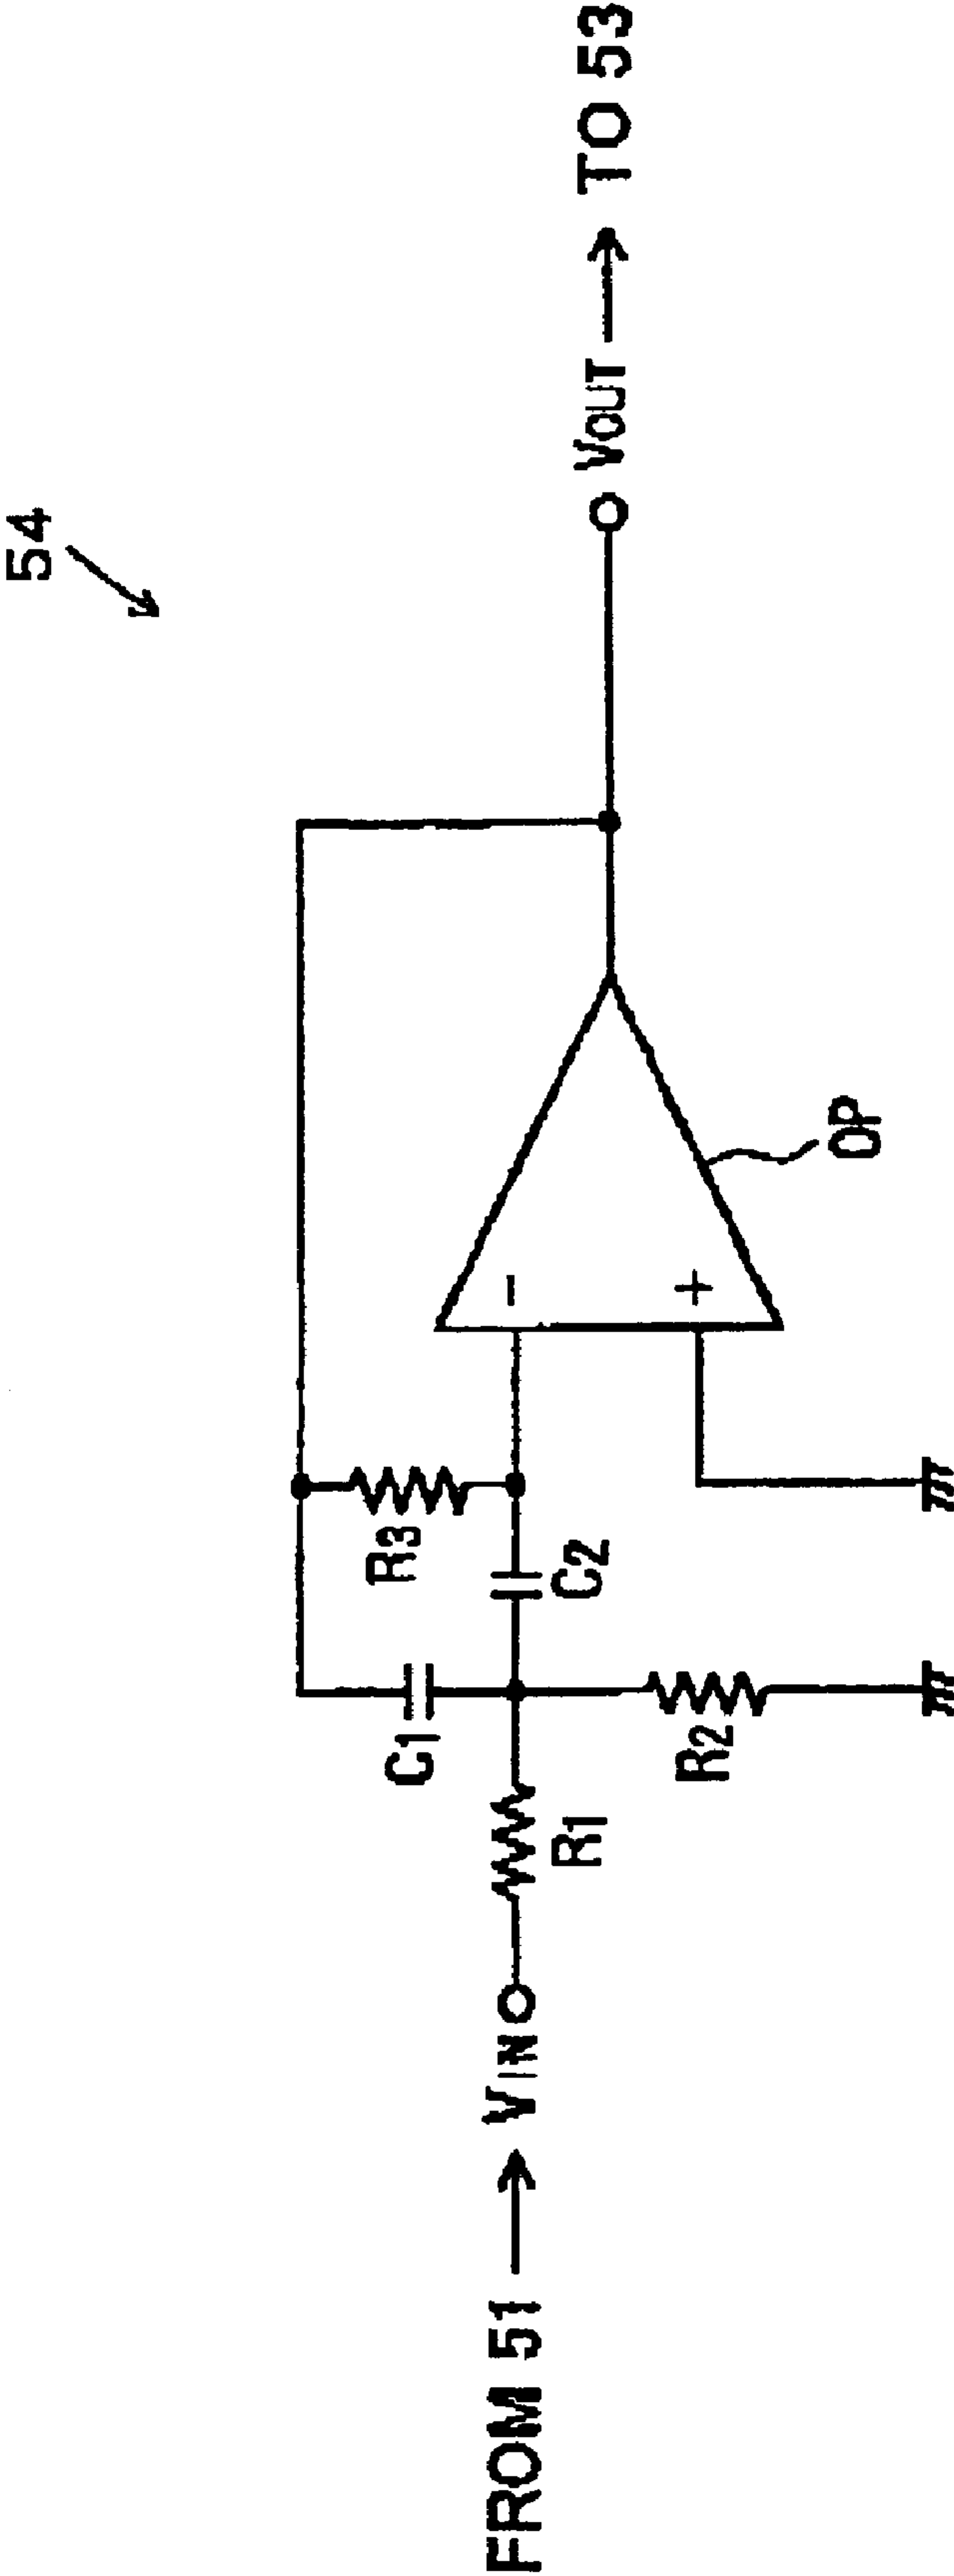 54
FROM 51 → VIN
R1
C1
R2
C2
R3
−
+
OP
VOUT → TO 53